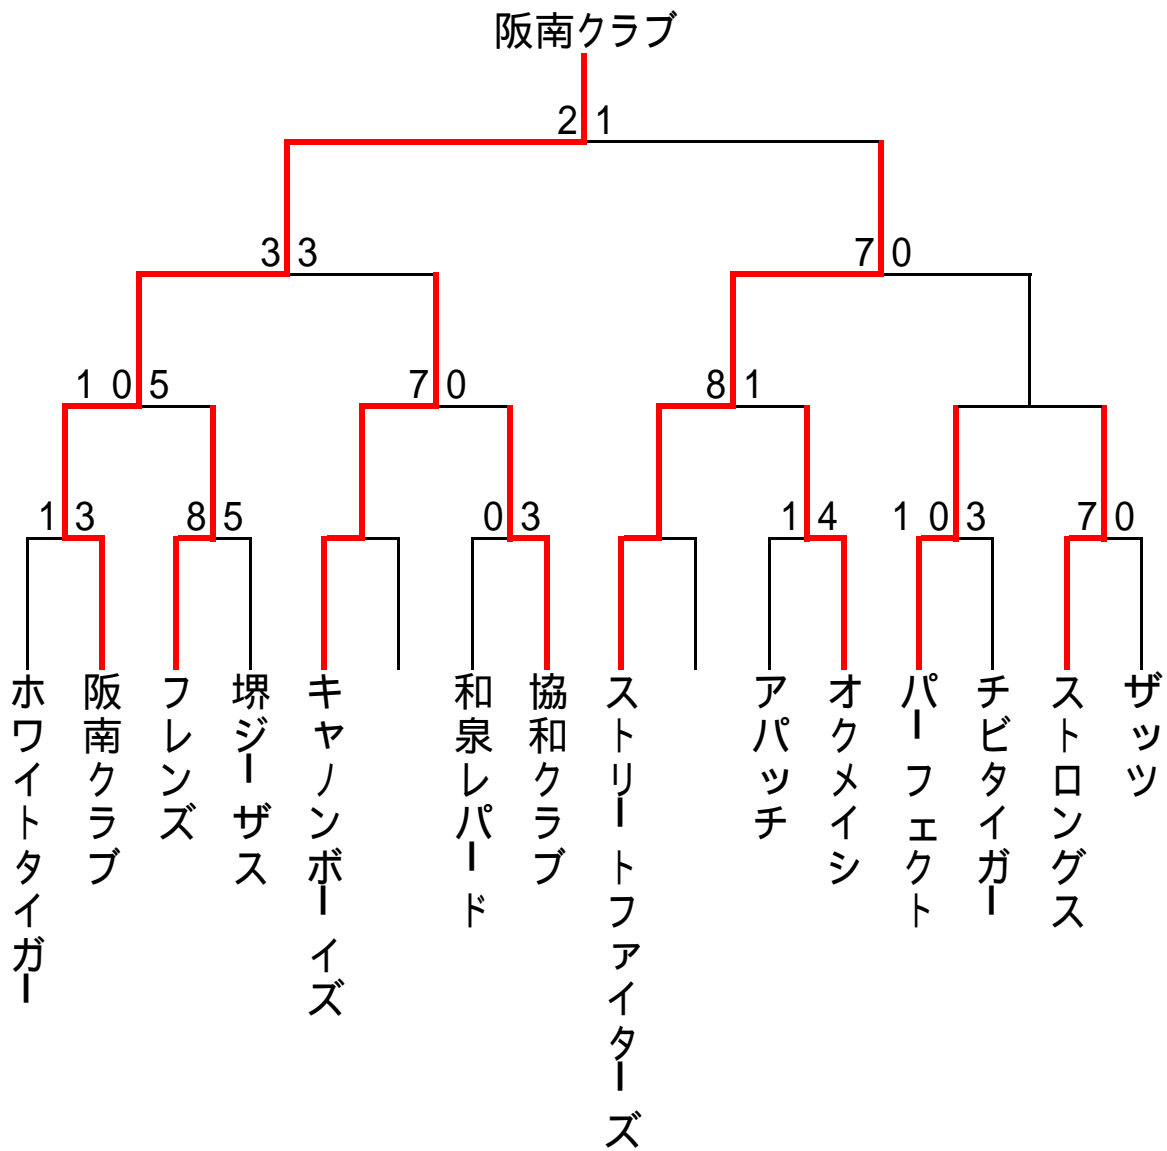 阪南クラブ
2 1
3 3
7 0
10 5
7 0
8 1
1 3
8 5
0 3
1 4
10 3
7 0
ホワイトタイガー
阪南クラブ
フレンズ
堺ジーザス
キャノンボーイズ
和泉レパード
協和クラブ
ストリートファイターズ
アパッチ
オクメイシ
パーフェクト
チビタイガー
ストロングス
ザッツ